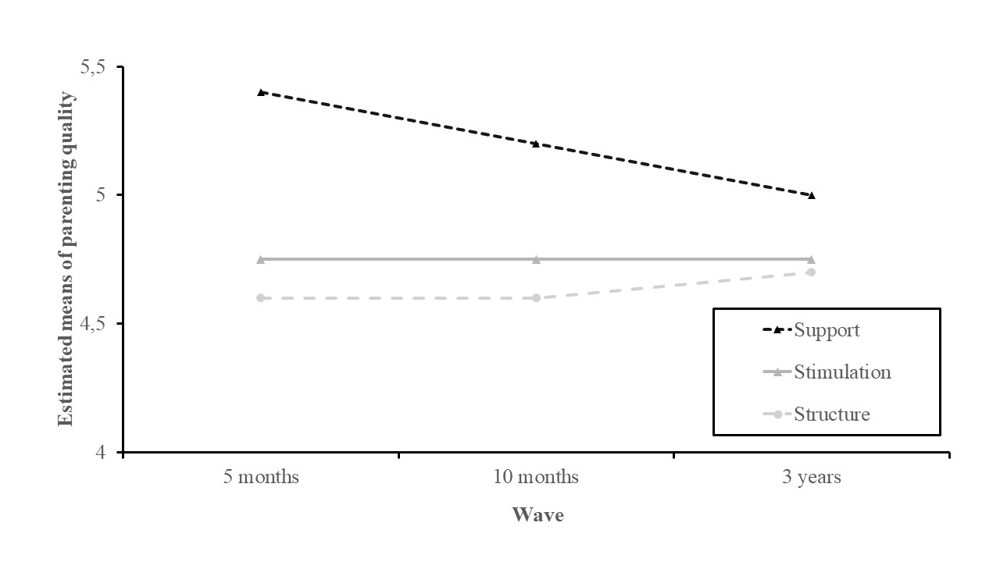 Estimated means of parenting quality
5,5
5
4,5
4
Support
Stimulation
Structure
5 months
10 months
3 years
Wave